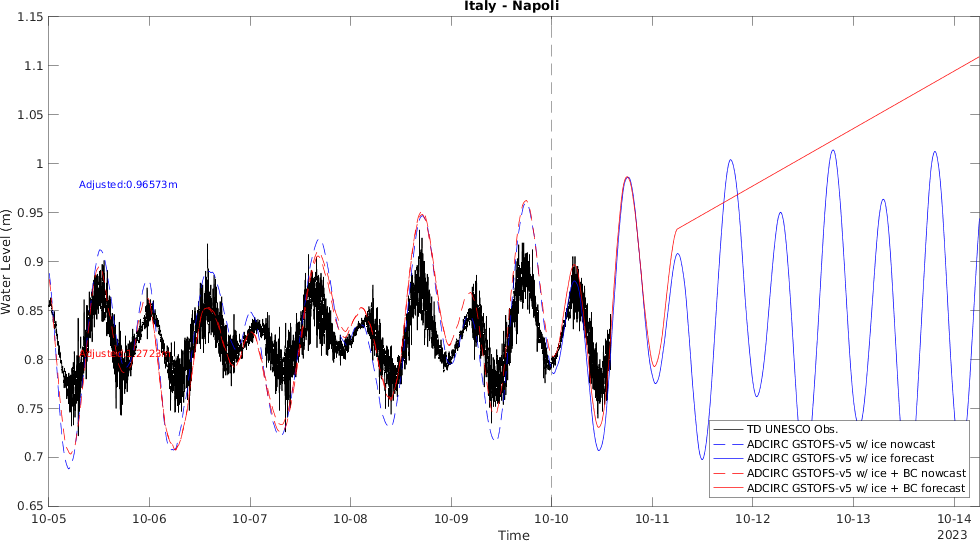 Italy - Napoli
1.15
1.1
1.05
1
0.95
0.9
0.85
0.8
0.75
0.7
0.65
Water Level (m)
Adjusted:0.96573m
10-05
10-06
10-07
10-08
10-09
10-10
10-11
10-12
10-13
10-14
2023
Time
TD UNESCO Obs.
ADCIRC GSTOFS-v5 w/ ice nowcast
ADCIRC GSTOFS-v5 w/ ice forecast
ADCIRC GSTOFS-v5 w/ ice + BC nowcast
ADCIRC GSTOFS-v5 w/ ice + BC forecast